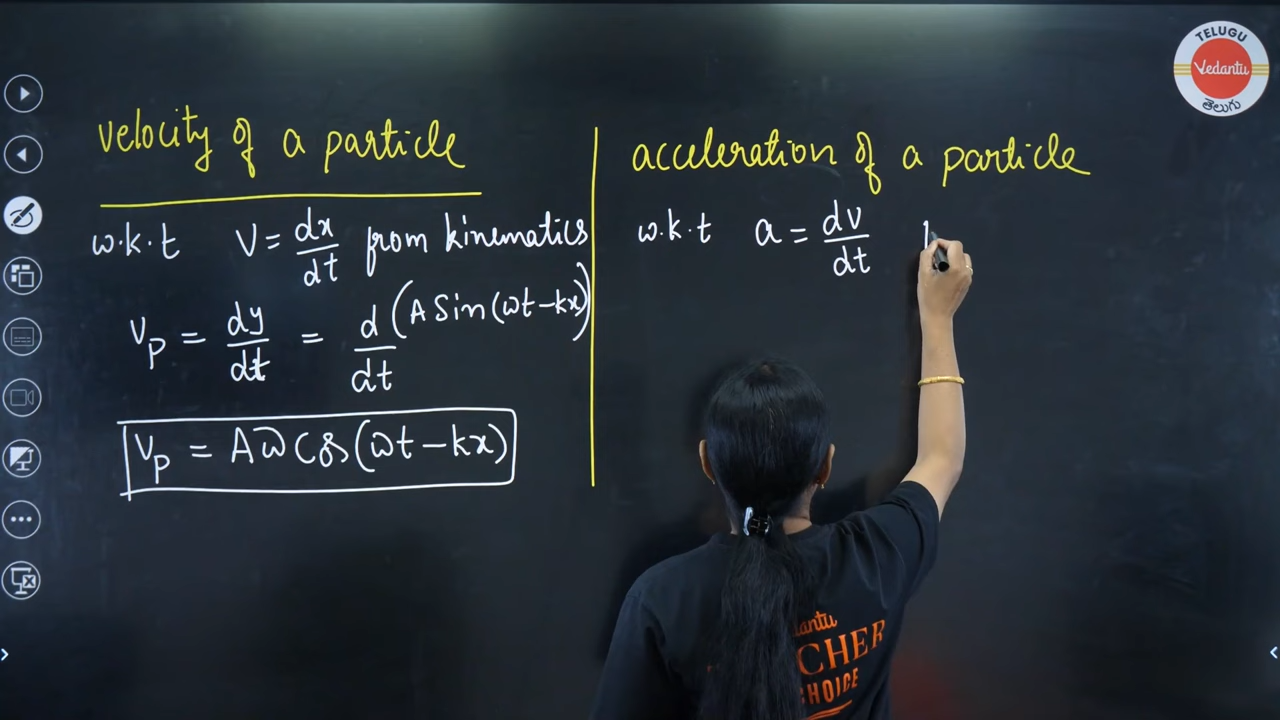 velocity of a particle
w.k.t V = dx/dt from kinematics
Vp = dy/dt = d/dt (A Sin(ωt-kx))
Vp = Aω Cos(ωt-kx)
acceleration of a particle
w.k.t a = dv/dt
TELUGU
Vedantu
తెలుగు
CHOICE